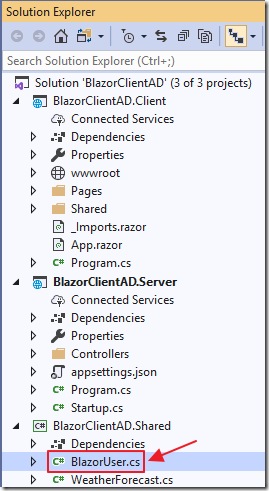 Solution Explorer
Search Solution Explorer (Ctrl+;)
Solution 'BlazorClientAD' (3 of 3 projects)
BlazorClientAD.Client
Connected Services
Dependencies
Properties
wwwroot
Pages
Shared
_Imports.razor
App.razor
C# Program.cs
BlazorClientAD.Server
Connected Services
Dependencies
Properties
Controllers
appsettings.json
C# Program.cs
C# Startup.cs
C# BlazorClientAD.Shared
Dependencies
C# BlazorUser.cs
C# WeatherForecast.cs